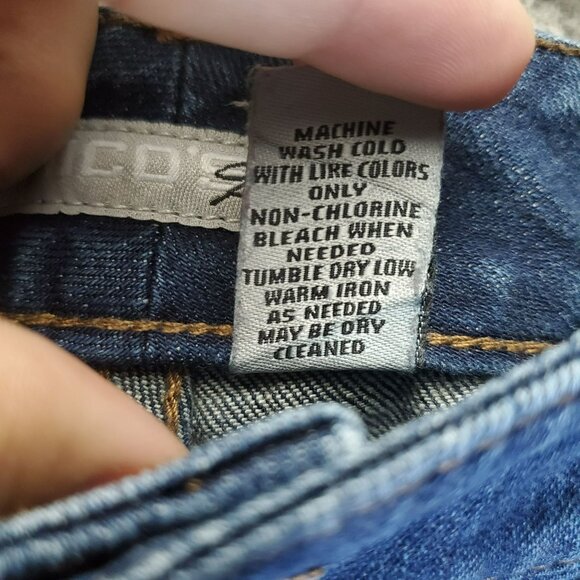 MACHINE
WASH COLD
WITH LIKE COLORS
ONLY
NON-CHLORINE
BLEACH WHEN
NEEDED
TUMBLE DRY LOW
WARM IRON
AS NEEDED
MAY BE DRY
CLEANED